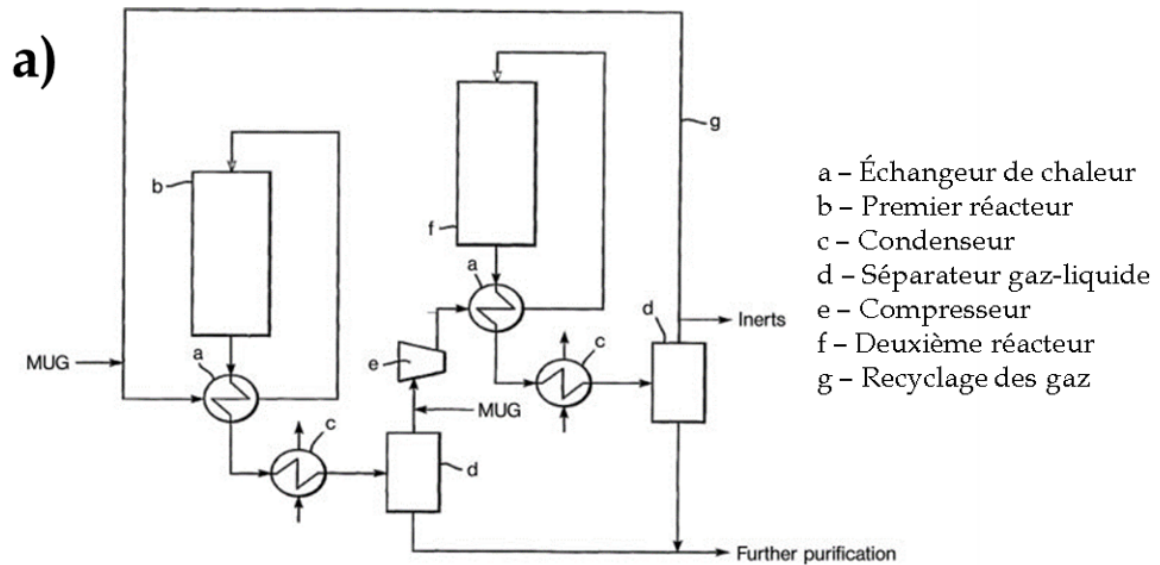 a)
g
b
f
a
d
Inerts
c
MUG
a
e
MUG
c
d
Further purification
a – Échangeur de chaleur
b – Premier réacteur
c – Condenseur
d – Séparateur gaz-liquide
e – Compresseur
f – Deuxième réacteur
g – Recyclage des gaz